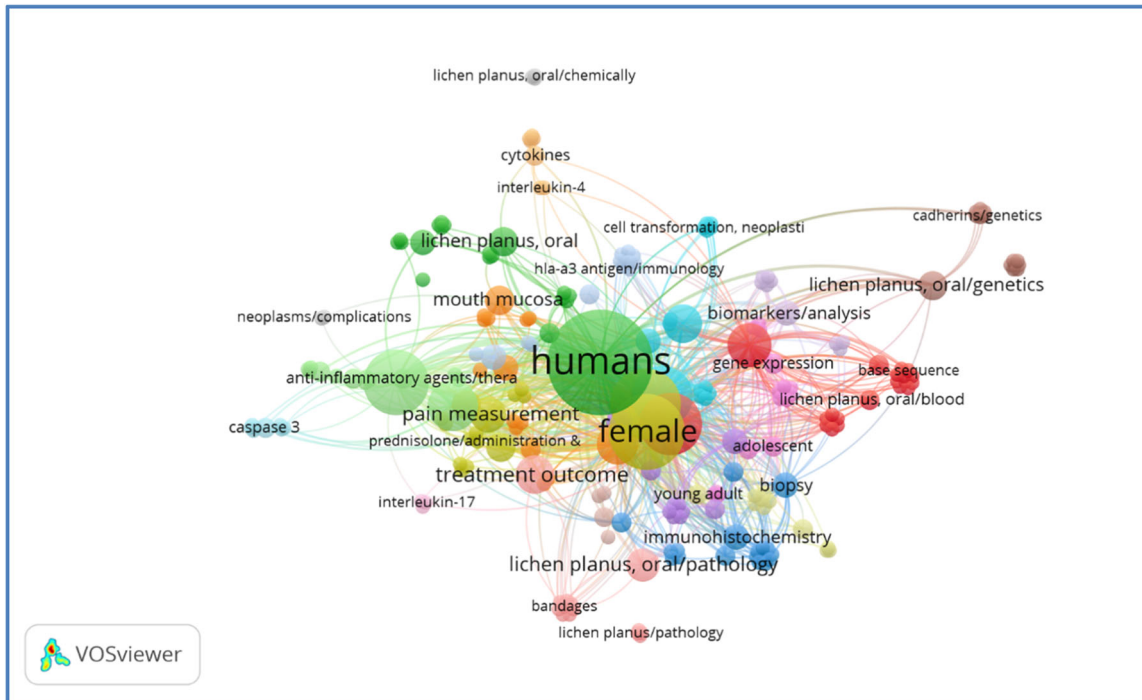 lichen planus, oral/chemically
cytokines
interleukin-4
cadherins/genetics
cell transformation, neoplasti
lichen planus, oral
hla-a3 antigen/immunology
lichen planus, oral/genetics
mouth mucosa
biomarkers/analysis
neoplasms/complications
humans
gene expression
base sequence
anti-inflammatory agents/thera
lichen planus, oral/blood
pain measurement
caspase 3
female
prednisolone/administration &
adolescent
treatment outcome
biopsy
young adult
interleukin-17
immunohistochemistry
lichen planus, oral/pathology
bandages
lichen planus/pathology
VOSviewer